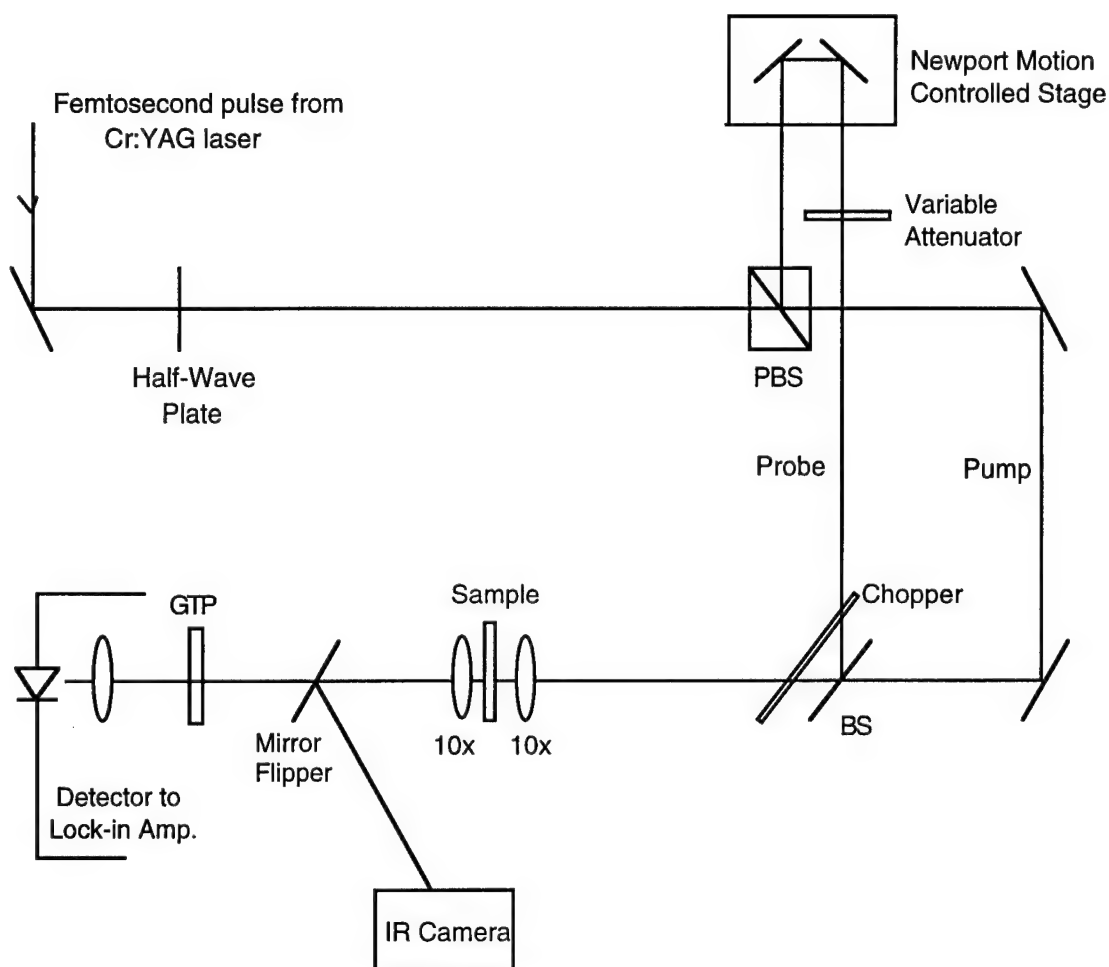 Newport Motion
Controlled Stage
Femtosecond pulse from
Cr:YAG laser
Variable
Attenuator
Half-Wave
Plate
PBS
Probe
Pump
GTP
Sample
Chopper
10x
10x
BS
Mirror
Flipper
Detector to
Lock-in Amp.
IR Camera